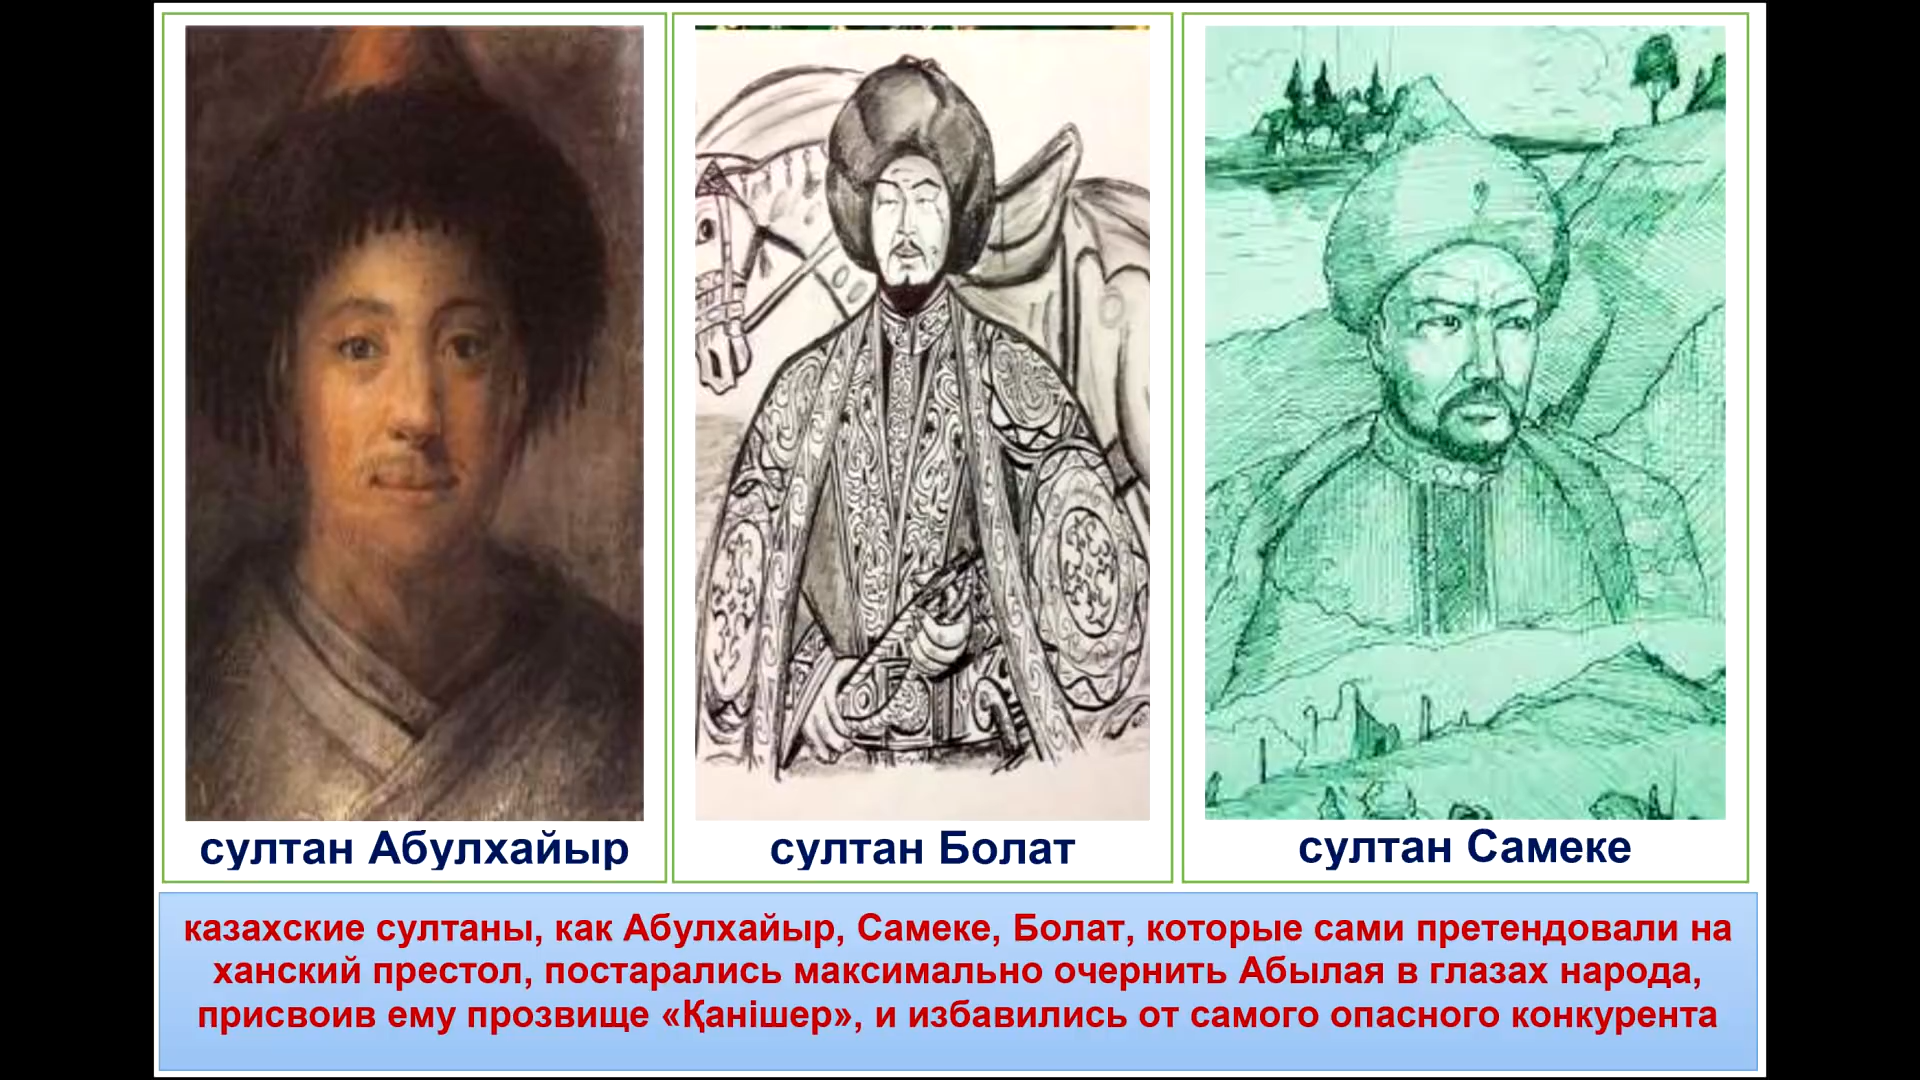 султан Абулхайыр
султан Болат
султан Самеке
казахские султаны, как Абулхайыр, Самеке, Болат, которые сами претендовали на
ханский престол, постарались максимально очернить Абылая в глазах народа,
присвоив ему прозвище «Қанішер», и избавились от самого опасного конкурента